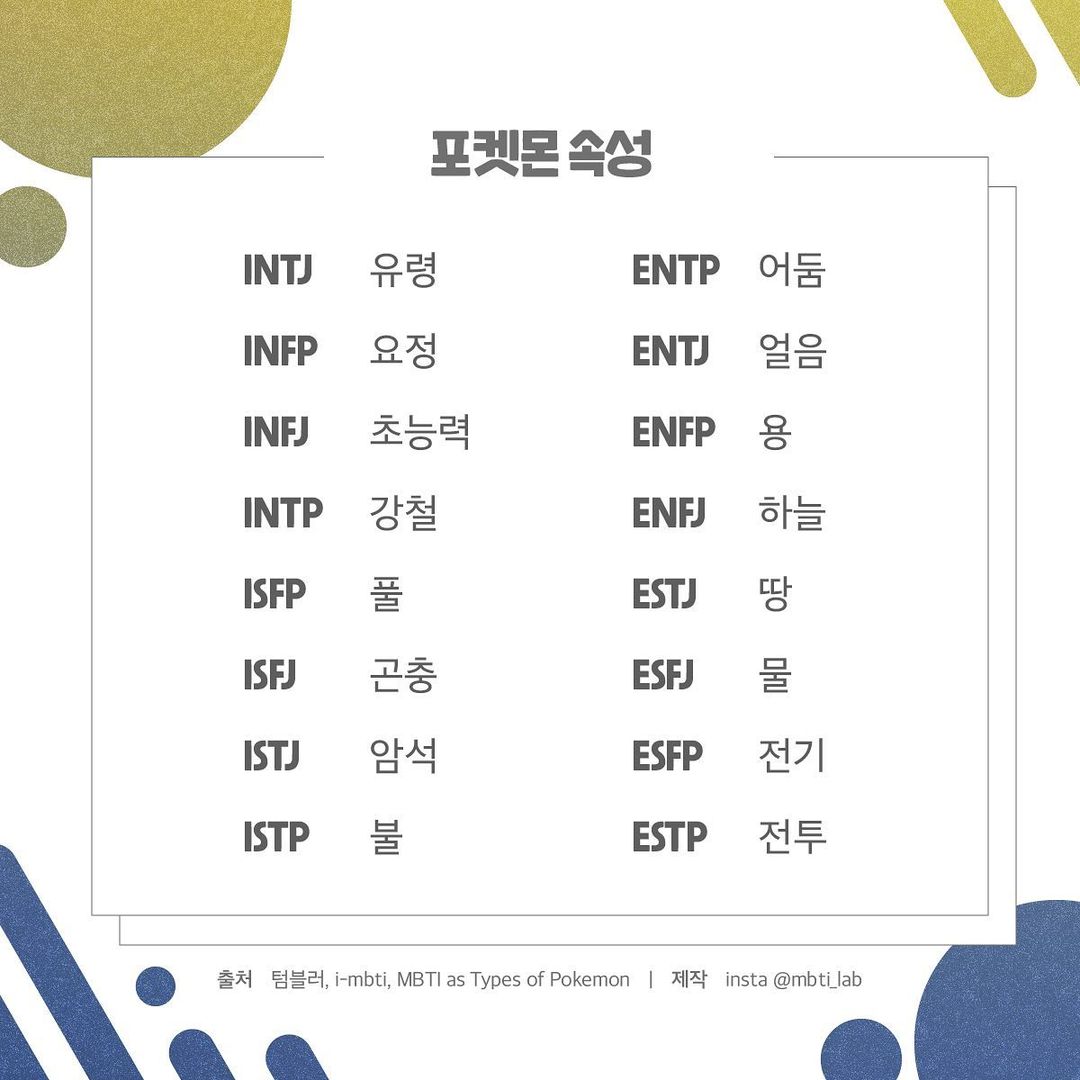 포켓몬 속성
INTJ 유령
INFP 요정
INFJ 초능력
INTP 강철
ISFP 풀
ISFJ 곤충
ISTJ 암석
ISTP 불
ENTP 어둠
ENTJ 얼음
ENFP 용
ENFJ 하늘
ESTJ 땅
ESFJ 물
ESFP 전기
ESTP 전투
출처 텀블러, i-mbti, MBTI as Types of Pokemon | 제작 insta @mbti_lab